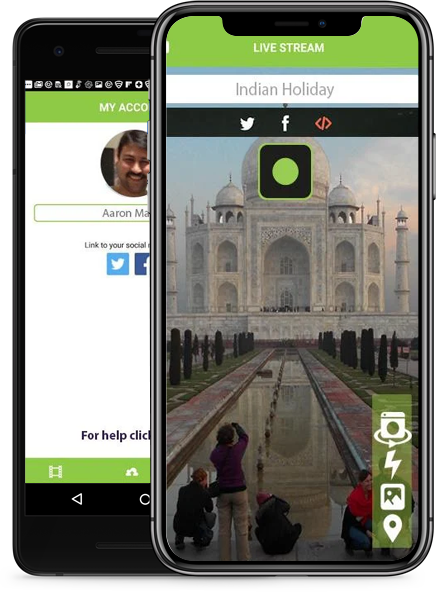 LIVE STREAM
Indian Holiday
MY ACCO
Aaron Ma
Link to your social
For help click